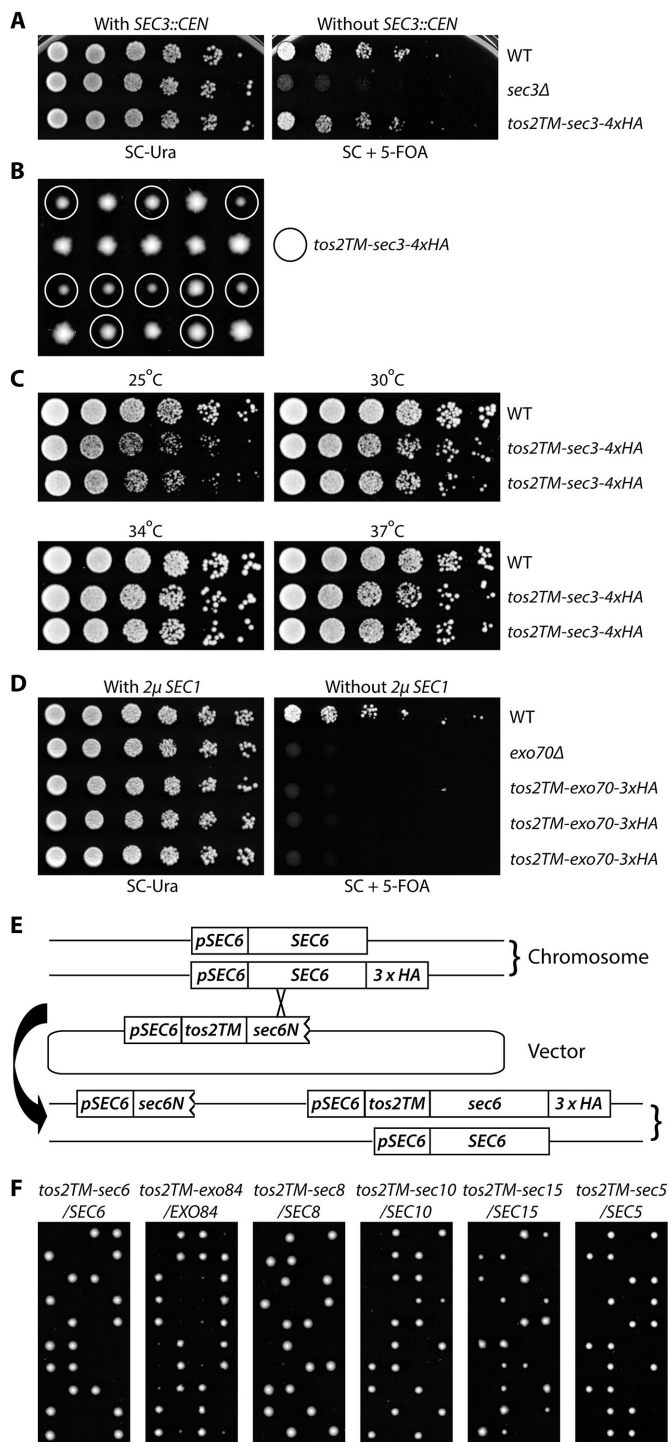 A
With SEC3::CEN
Without SEC3::CEN
WT
sec3Δ
tos2TM-sec3-4xHA
SC-Ura
SC + 5-FOA
B
tos2TM-sec3-4xHA
C
25°C
30°C
WT
tos2TM-sec3-4xHA
tos2TM-sec3-4xHA
34°C
37°C
WT
tos2TM-sec3-4xHA
tos2TM-sec3-4xHA
D
With 2μ SEC1
Without 2μ SEC1
WT
exo70Δ
tos2TM-exo70-3xHA
tos2TM-exo70-3xHA
tos2TM-exo70-3xHA
SC-Ura
SC + 5-FOA
E
pSEC6 SEC6
pSEC6 SEC6 3 x HA
} Chromosome
pSEC6 tos2TM sec6N
Vector
pSEC6 sec6N pSEC6 tos2TM sec6 3 x HA
pSEC6 SEC6
}
F
tos2TM-sec6 tos2TM-exo84 tos2TM-sec8 tos2TM-sec10 tos2TM-sec15 tos2TM-sec5
/SEC6 /EXO84 /SEC8 /SEC10 /SEC15 /SEC5